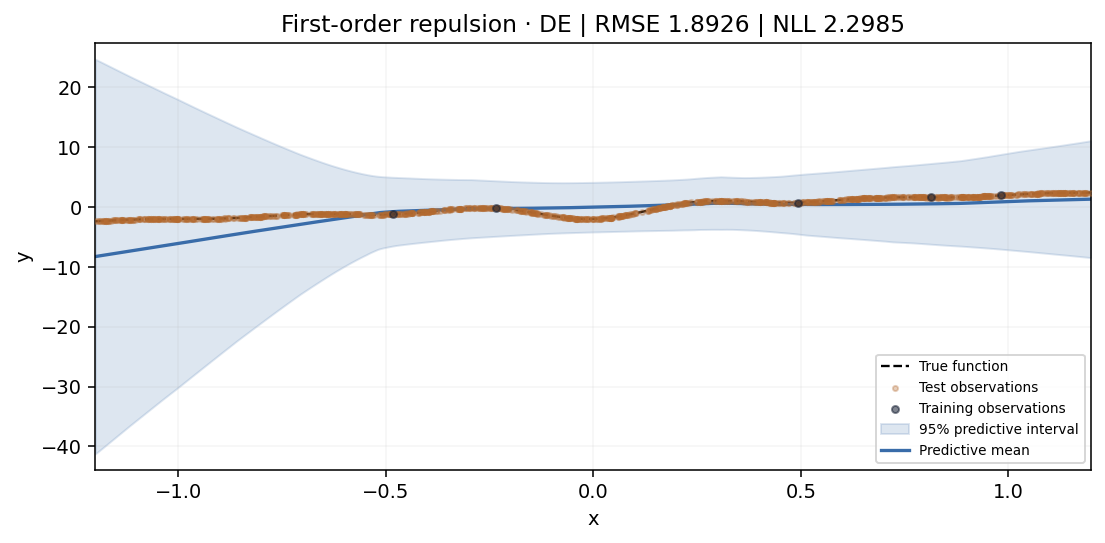 First-order repulsion · DE | RMSE 1.8926 | NLL 2.2985
20
10
0
−10
−20
−30
−40
y
−1.0 −0.5 0.0 0.5 1.0
x
True function
Test observations
Training observations
95% predictive interval
Predictive mean